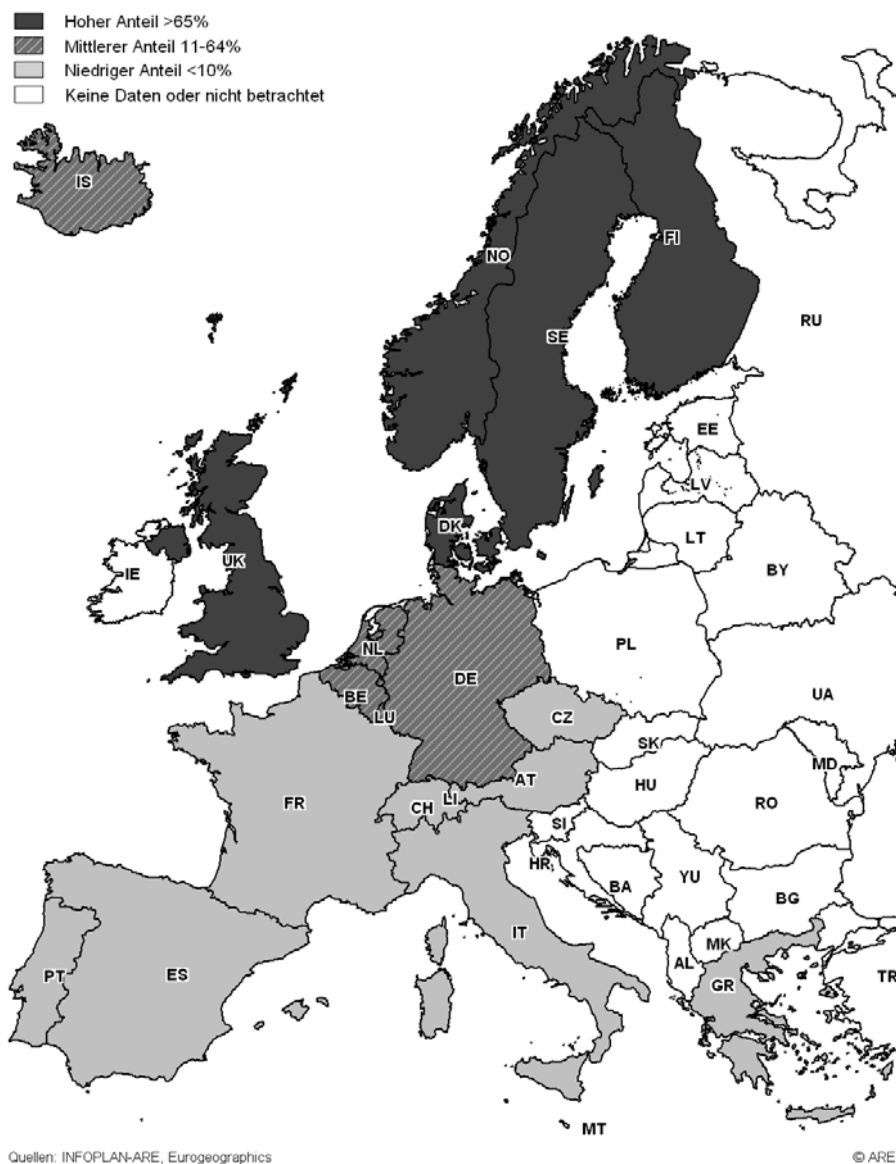 Hoher Anteil >65%
Mittlerer Anteil 11-64%
Niedriger Anteil <10%
Keine Daten oder nicht betrachtet
IS
FI
NO
RU
SE
EE
LV
DK
LT
UK
BY
IE
PL
NL
DE
UA
BE
LU
CZ
SK
MD
AT
HU
LI
FR
CH
RO
SI
HR
YU
BA
BG
IT
MK
AL
PT
ES
GR
TR
MT
Quellen: INFOPLAN-ARE, Eurogeographics
© ARE